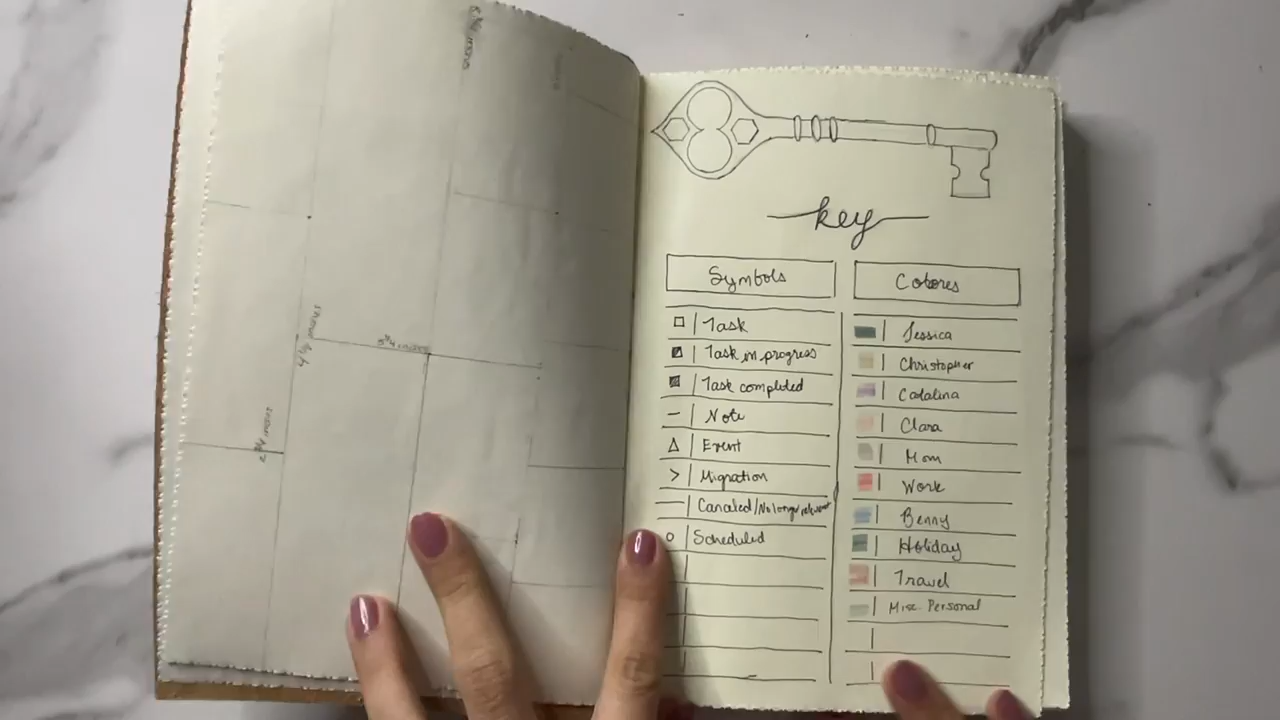 key
Symbols
Task
Task in progress
Task completed
Note
Event
Migration
Canceled/No longer relevant
Scheduled
Colores
Jessica
Christopher
Catalina
Clara
Mom
Work
Benny
Holiday
Travel
Misc. Personal